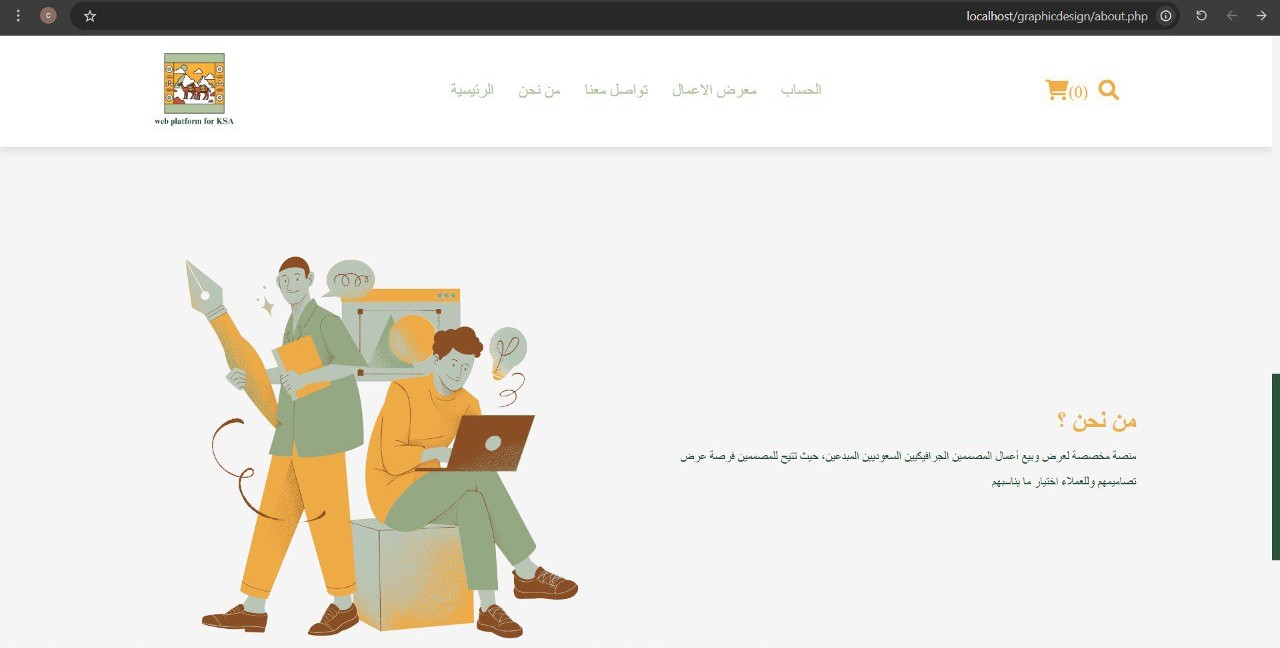 localhost/graphicdesign/about.php
C
web platform for KSA
الرئيسية من نحن تواصل معنا معرض الاعمال الحساب
(0)
من نحن ؟
منصة مخصصة لعرض وبيع أعمال المصممين الجرافيكيين السعوديين المبدعين، حيث تتيح للمصممين فرصة عرض
تصاميمهم وللعملاء اختيار ما يناسبهم